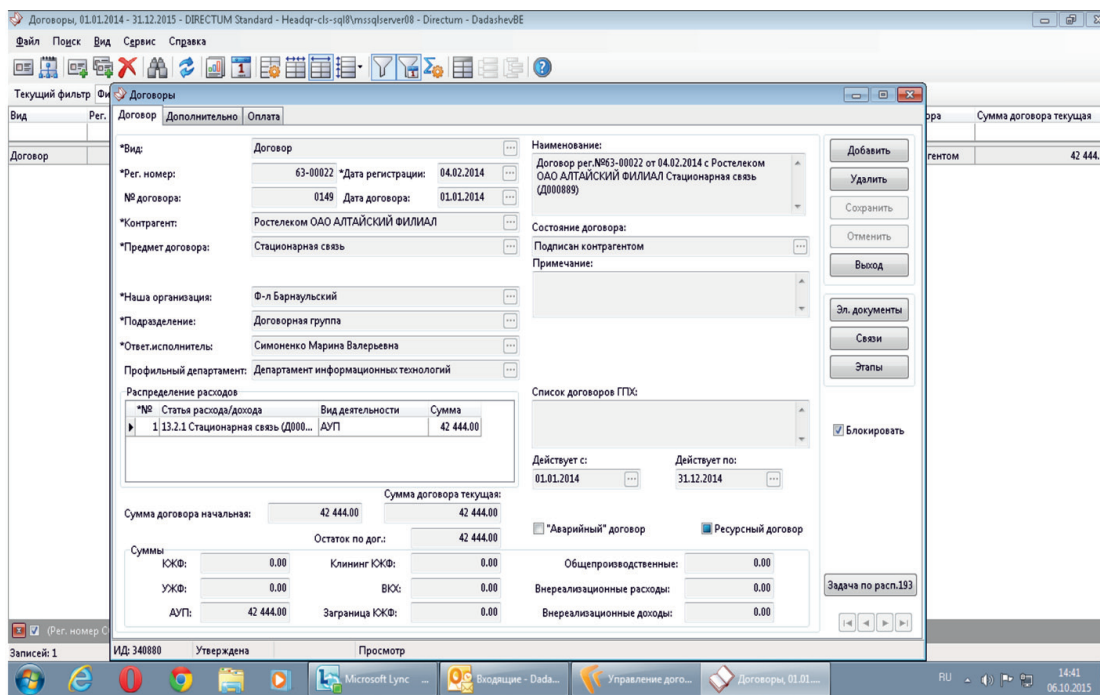 Договоры, 01.01.2014 - 31.12.2015 - DIRECTUM Standard - Headqr-cls-sql8\mssqlserver08 - Directum - DadashevBE
Файл Поиск Вид Сервис Справка
Текущий фильтр Фи
Вид Рег. ора Сумма договора текущая
Договор гентом 42 444.
Договоры
Договор Дополнительно Оплата
*Вид: Договор
*Рег. номер: 63-00022 *Дата регистрации: 04.02.2014
№ договора: 0149 Дата договора: 01.01.2014
*Контрагент: Ростелеком ОАО АЛТАЙСКИЙ ФИЛИАЛ
*Предмет договора: Стационарная связь
*Наша организация: Ф-л Барнаульский
*Подразделение: Договорная группа
*Ответ.исполнитель: Симоненко Марина Валерьевна
Профильный департамент: Департамент информационных технологий
Распределение расходов
*№ Статья расхода/дохода Вид деятельности Сумма
1 13.2.1 Стационарная связь (Д000... АУП 42 444.00
Сумма договора текущая:
Сумма договора начальная: 42 444.00 42 444.00
Остаток по дог.: 42 444.00
Наименование:
Договор рег.№63-00022 от 04.02.2014 с Ростелеком
ОАО АЛТАЙСКИЙ ФИЛИАЛ Стационарная связь
(Д000889)
Состояние договора:
Подписан контрагентом
Примечание:
Список договоров ГПХ:
Действует с: Действует по:
01.01.2014 31.12.2014
"Аварийный" договор Ресурсный договор
Суммы
КЖФ: 0.00 Клининг КЖФ: 0.00 Общепроизводственные: 0.00
УЖФ: 0.00 ВКХ: 0.00 Внереализационные расходы: 0.00
АУП: 42 444.00 Заграница КЖФ: 0.00 Внереализационные доходы: 0.00
Добавить
Удалить
Сохранить
Отменить
Выход
Эл. документы
Связи
Этапы
Блокировать
Задача по расп.193
(Рег. номер С
Записей: 1
ИД: 340880 Утверждена Просмотр
Microsoft Lync ... Входящие - Dada... Управление дого... Договоры, 01.01....
RU 14:41
06.10.2015